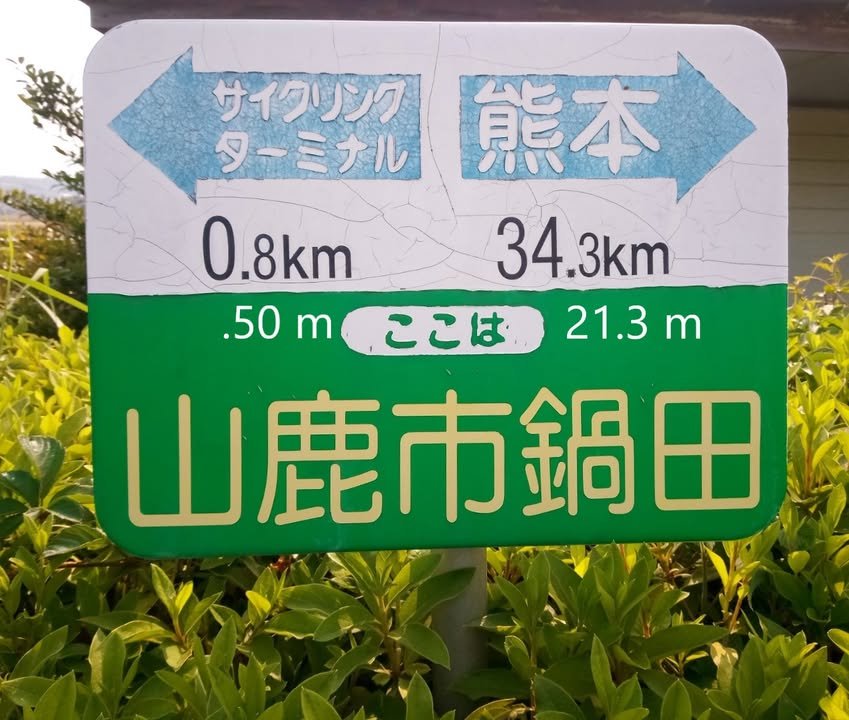 サイクリング
ターミナル
熊本
0.8km 34.3km
.50 m ここは 21.3 m
山鹿市鍋田